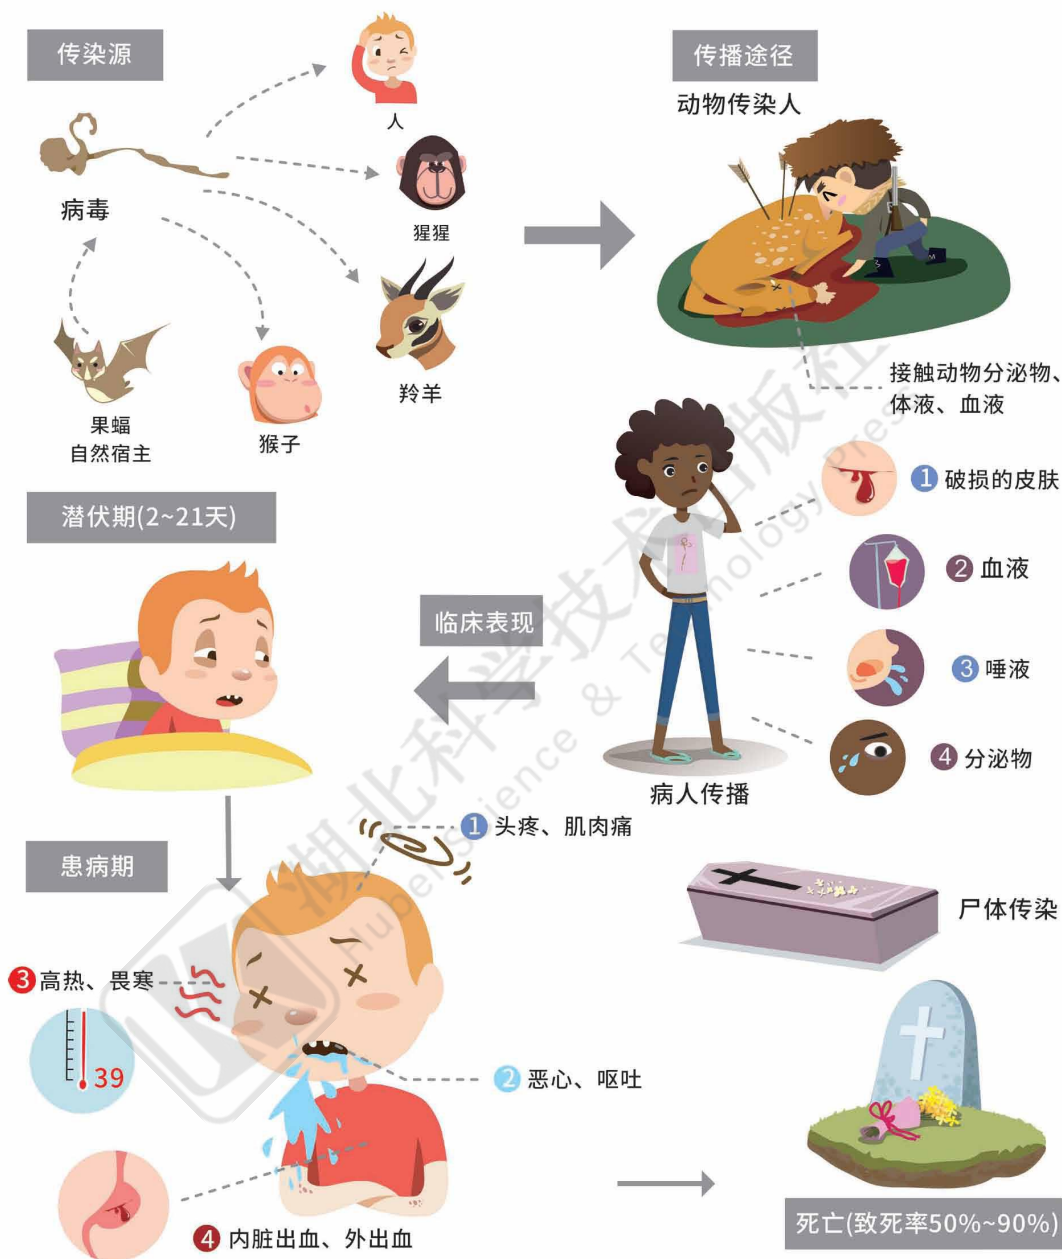 传染源
人
病毒
猩猩
羚羊
果蝠
自然宿主
猴子
传播途径
动物传染人
接触动物分泌物、
体液、血液
1 破损的皮肤
2 血液
3 唾液
4 分泌物
病人传播
潜伏期(2~21天)
临床表现
患病期
1 头疼、肌肉痛
3 高热、畏寒
39
2 恶心、呕吐
4 内脏出血、外出血
尸体传染
死亡(致死率50%~90%)
湖北科学技术出版社
Hubei Science & Technology Press